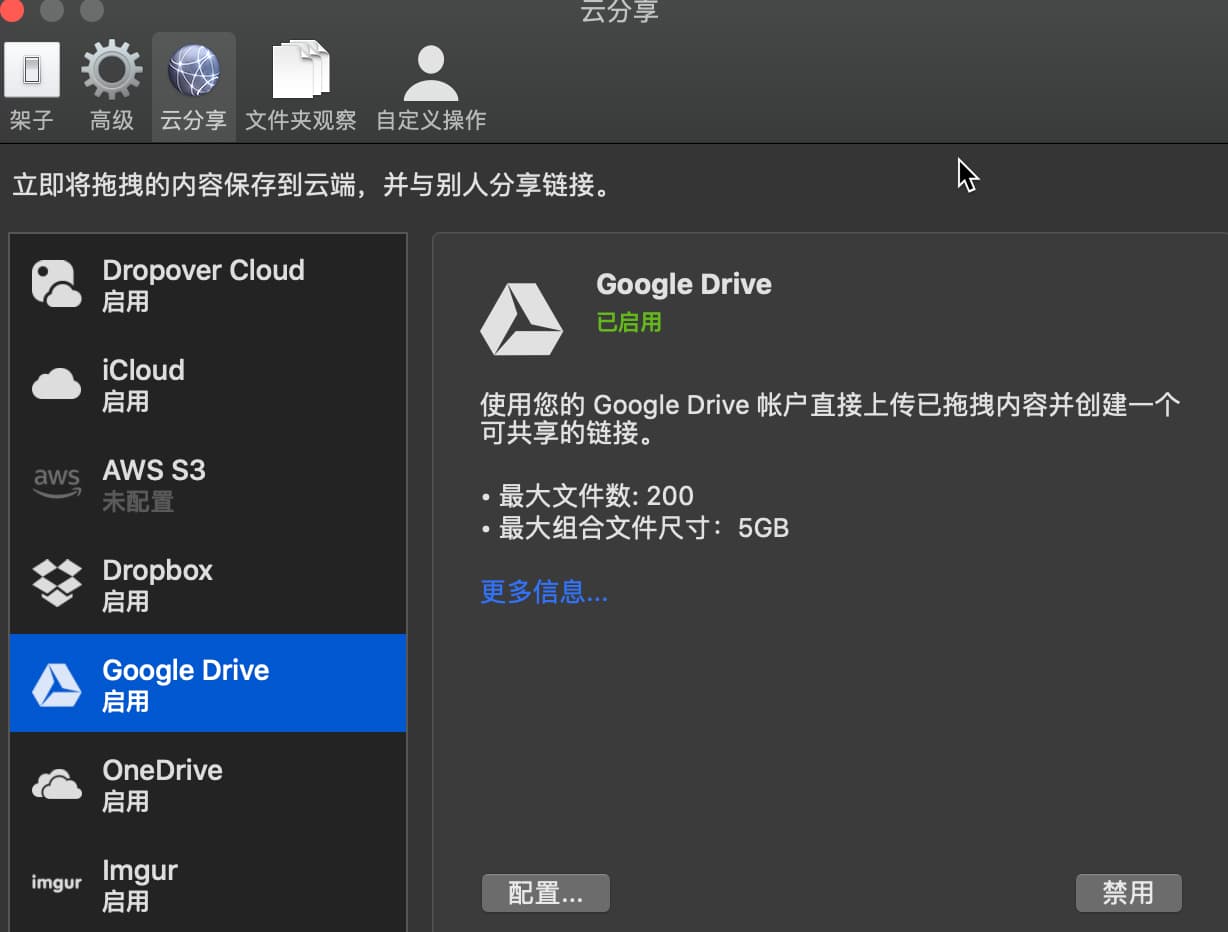 云分享
架子
高级
云分享
文件夹观察
自定义操作
立即将拖拽的内容保存到云端，并与别人分享链接。
Dropover Cloud
启用
iCloud
启用
aws
AWS S3
未配置
Dropbox
启用
Google Drive
启用
OneDrive
启用
imgur
Imgur
启用
Google Drive
已启用
使用您的 Google Drive 帐户直接上传已拖拽内容并创建一个
可共享的链接。
• 最大文件数: 200
• 最大组合文件尺寸：5GB
更多信息...
配置...
禁用